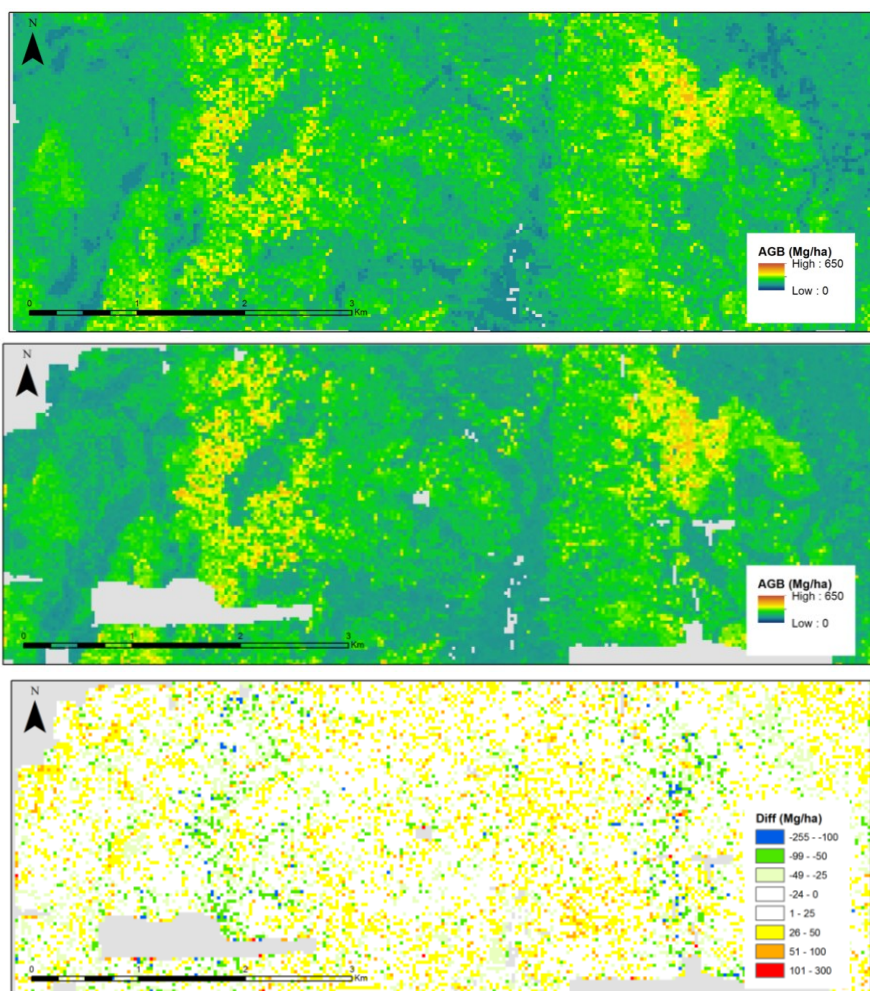 N
AGB (Mg/ha)
High : 650
Low : 0
0 1 2 3
Km
N
AGB (Mg/ha)
High : 650
Low : 0
0 1 2 3
Km
N
Diff (Mg/ha)
-255 - -100
-99 - -50
-49 - -25
-24 - 0
1 - 25
26 - 50
51 - 100
101 - 300
0 1 2 3
Km